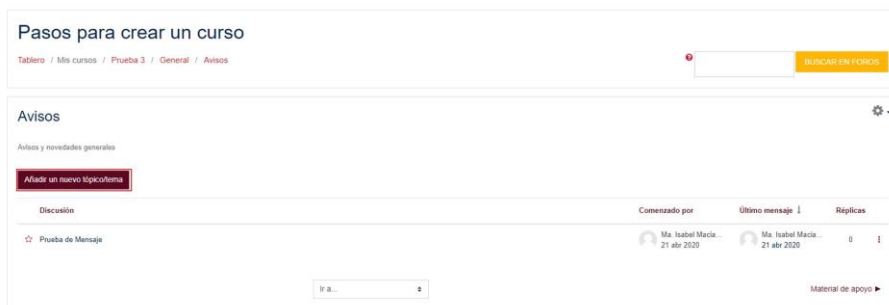 Pasos para crear un curso
Tablero / Mis cursos / Prueba 3 / General / Avisos
BUSCAR EN FOROS
Avisos
Avisos y novedades generales
Añadir un nuevo tópico/tema
Discusión Comenzado por Último mensaje ↓ Réplicas
Prueba de Mensaje Ma. Isabel Macia... Ma. Isabel Macia... 0
21 abr 2020 21 abr 2020
Ir a... Material de apoyo ►